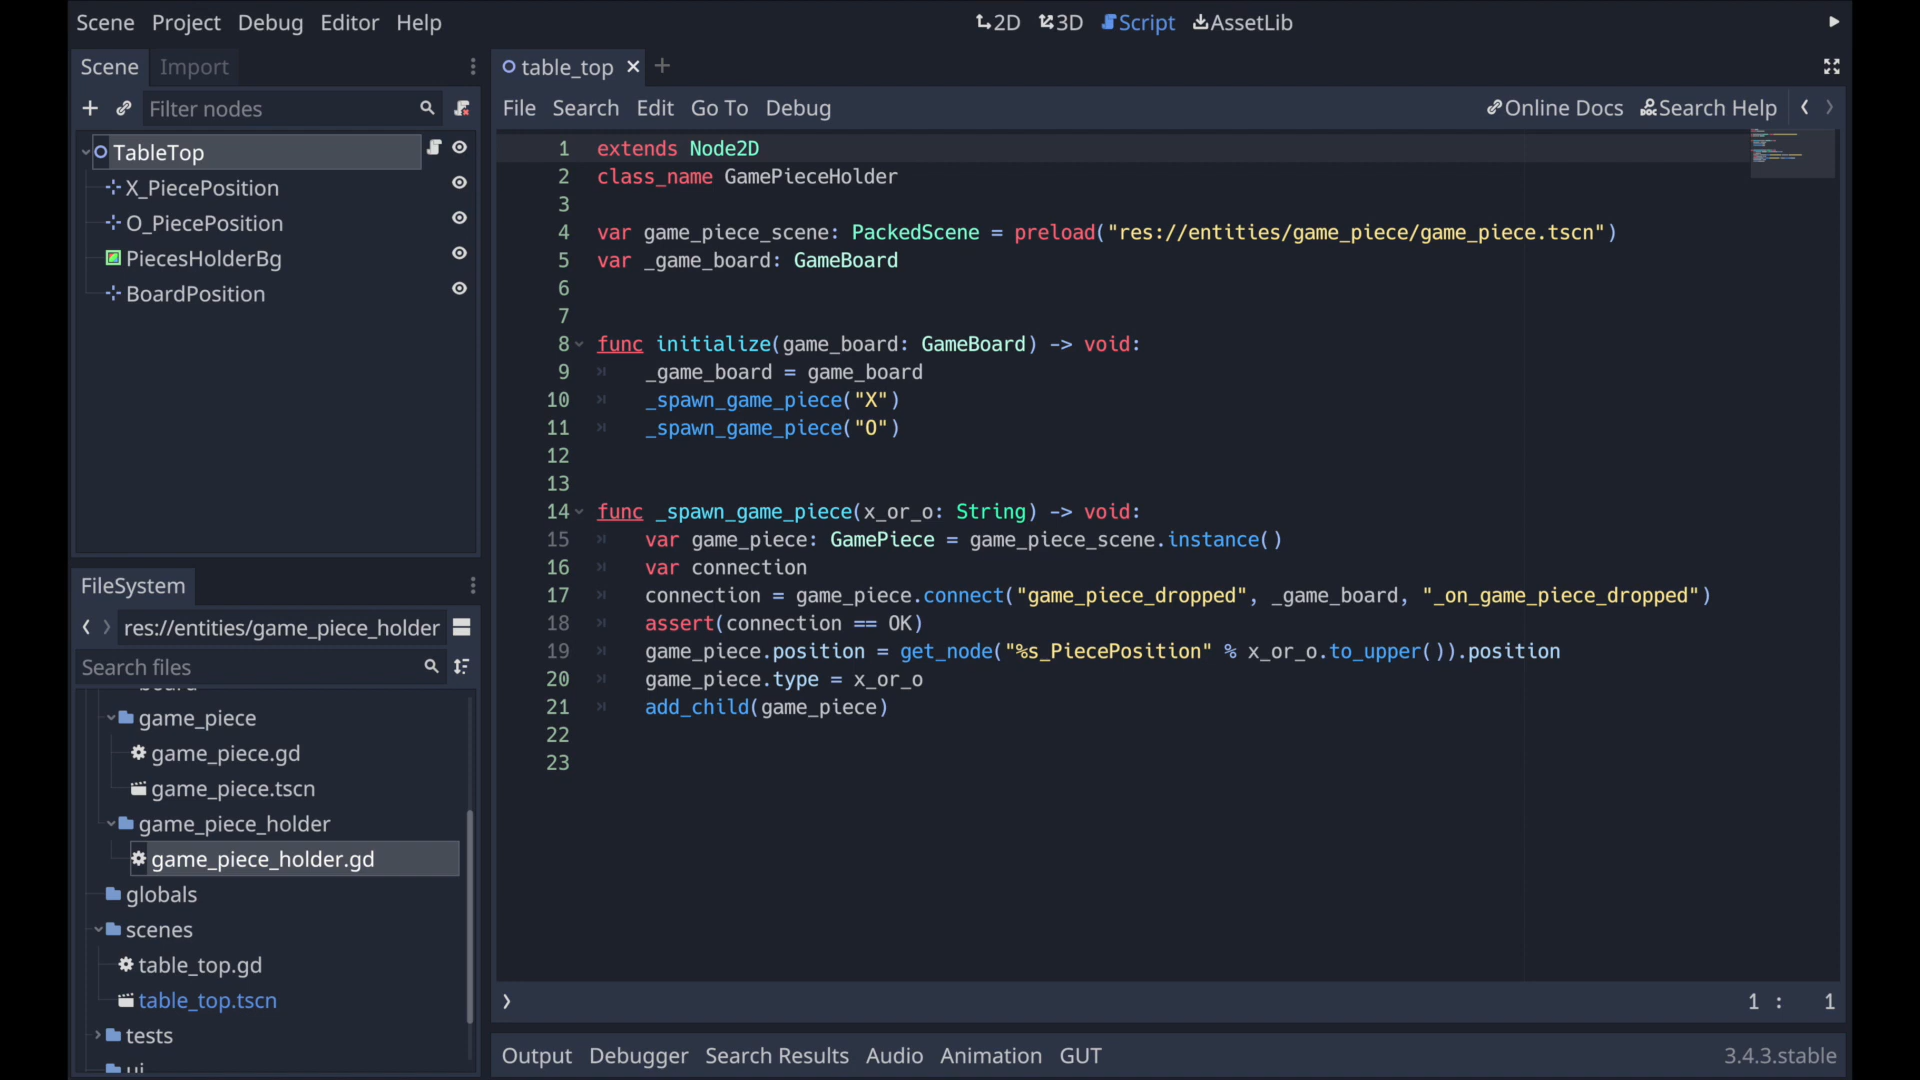 Scene Project Debug Editor Help
2D 3D Script AssetLib
Scene Import
Filter nodes
TableTop
X_PiecePosition
O_PiecePosition
PiecesHolderBg
BoardPosition
FileSystem
res://entities/game_piece_holder
Search files
board
game_piece
game_piece.gd
game_piece.tscn
game_piece_holder
game_piece_holder.gd
globals
scenes
table_top.gd
table_top.tscn
tests
ui
table_top
File Search Edit Go To Debug
Online Docs Search Help
1 extends Node2D
2 class_name GamePieceHolder
3
4 var game_piece_scene: PackedScene = preload("res://entities/game_piece/game_piece.tscn")
5 var _game_board: GameBoard
6
7
8 func initialize(game_board: GameBoard) -> void:
9 _game_board = game_board
10 _spawn_game_piece("X")
11 _spawn_game_piece("O")
12
13
14 func _spawn_game_piece(x_or_o: String) -> void:
15 var game_piece: GamePiece = game_piece_scene.instance()
16 var connection
17 connection = game_piece.connect("game_piece_dropped", _game_board, "_on_game_piece_dropped")
18 assert(connection == OK)
19 game_piece.position = get_node("%s_PiecePosition" % x_or_o.to_upper()).position
20 game_piece.type = x_or_o
21 add_child(game_piece)
22
23
1 : 1
Output Debugger Search Results Audio Animation GUT
3.4.3.stable